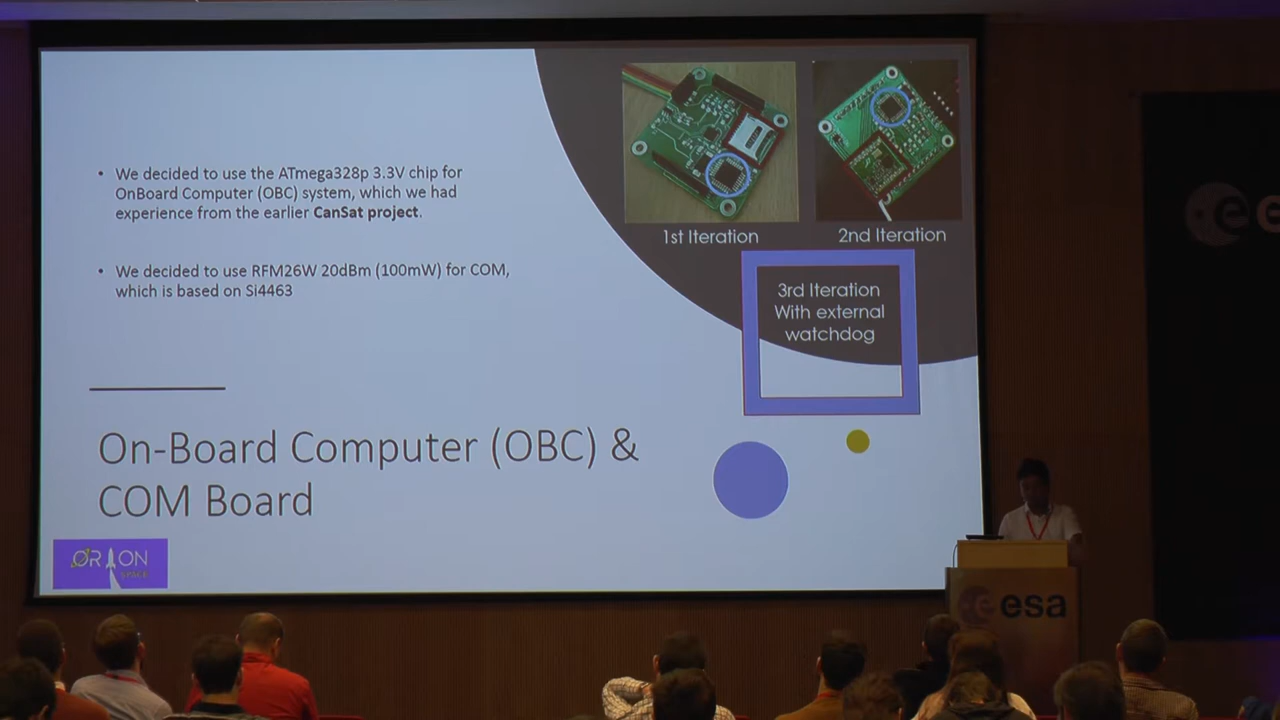 • We decided to use the ATmega328p 3.3V chip for
OnBoard Computer (OBC) system, which we had
experience from the earlier CanSat project.
• We decided to use RFM26W 20dBm (100mW) for COM,
which is based on Si4463
1st Iteration
2nd Iteration
3rd Iteration
With external
watchdog
On-Board Computer (OBC) &
COM Board
ORION
SPACE
esa
e